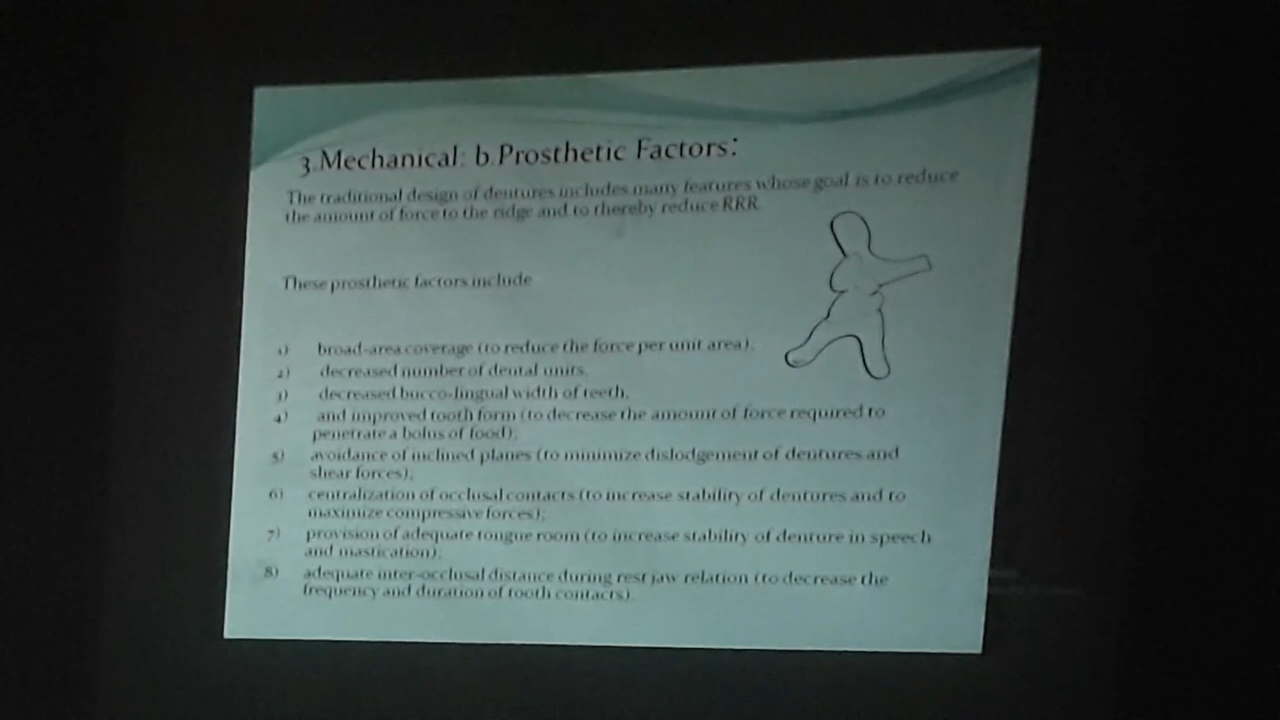 3.Mechanical: b.Prosthetic Factors:
The traditional design of dentures includes many features whose goal is to reduce
the amount of force to the ridge and to thereby reduce RRR.
These prosthetic factors include
1) broad-area coverage (to reduce the force per unit area).
2) decreased number of dental units.
3) decreased bucco-lingual width of teeth.
4) and improved tooth form (to decrease the amount of force required to
penetrate a bolus of food);
5) avoidance of inclined planes (to minimize dislodgement of dentures and
shear forces);
6) centralization of occlusal contacts (to increase stability of dentures and to
maximize compressive forces);
7) provision of adequate tongue room (to increase stability of denture in speech
and mastication);
8) adequate inter-occlusal distance during rest jaw relation (to decrease the
frequency and duration of tooth contacts).